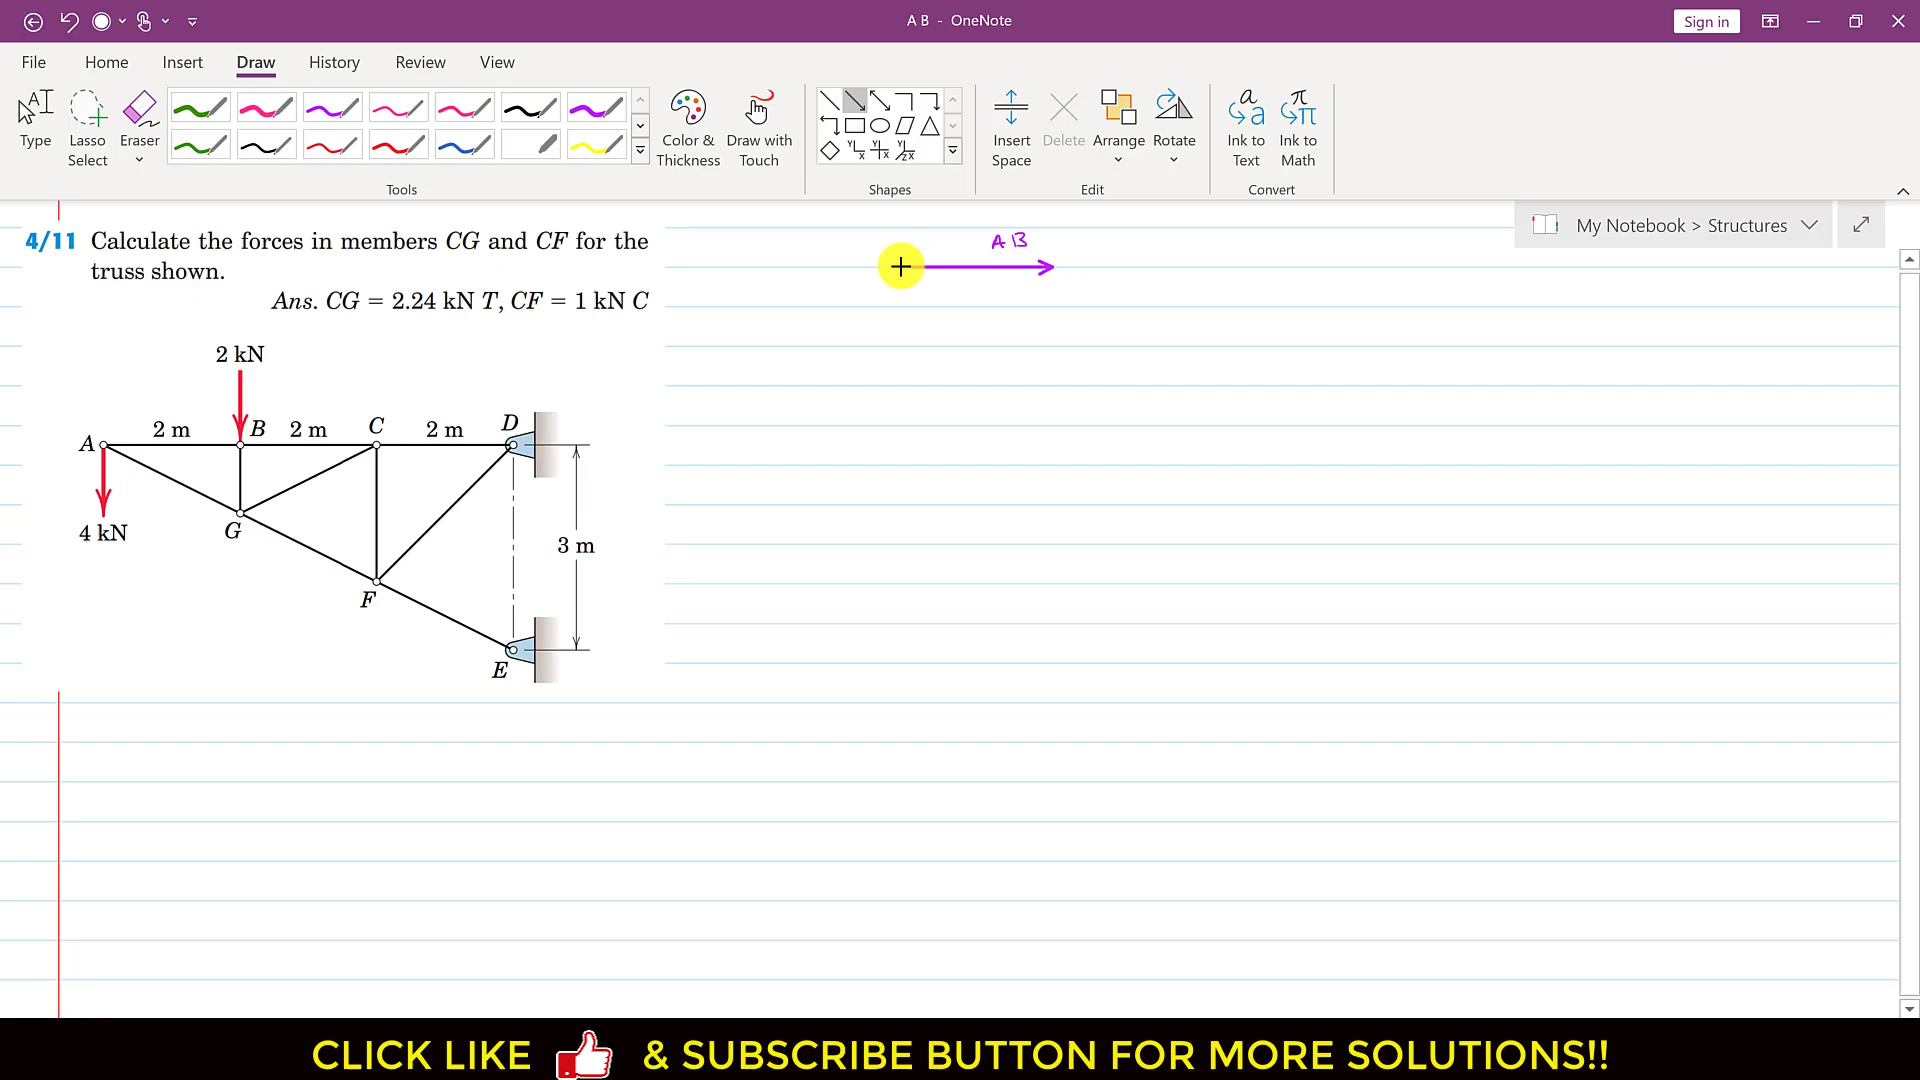 A B - OneNote
Sign in
File Home Insert Draw History Review View
Type
Lasso Select
Eraser
Color & Thickness
Draw with Touch
Insert Space
Delete
Arrange
Rotate
Ink to Text
Ink to Math
Tools
Shapes
Edit
Convert
My Notebook > Structures
4/11 Calculate the forces in members CG and CF for the
truss shown.
Ans. CG = 2.24 kN T, CF = 1 kN C
A B
2 kN
A 2 m B 2 m C 2 m D
4 kN
G
3 m
F
E
CLICK LIKE & SUBSCRIBE BUTTON FOR MORE SOLUTIONS!!